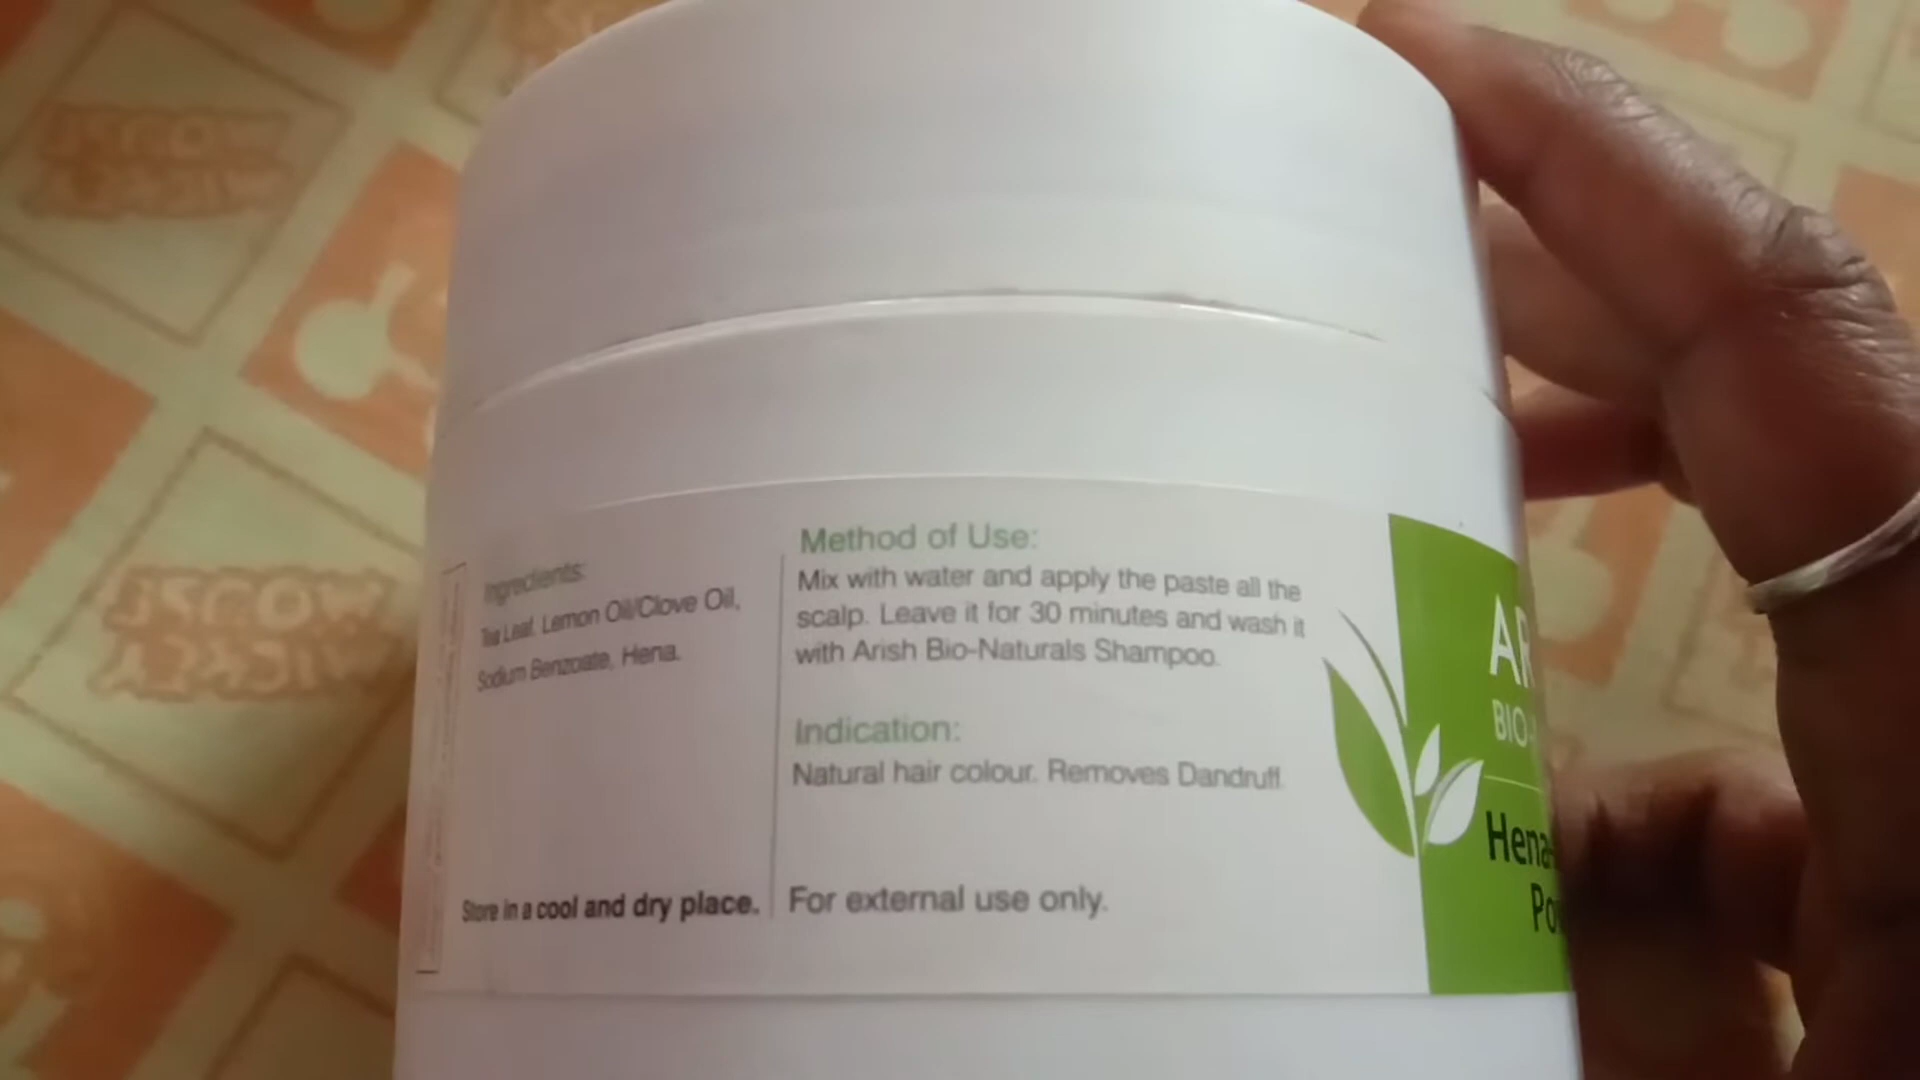 Ingredients:
Tea Leaf, Lemon Oil/Clove Oil,
Sodium Benzoate, Hena.
Store in a cool and dry place.
Method of Use:
Mix with water and apply the paste all the
scalp. Leave it for 30 minutes and wash it
with Arish Bio-Naturals Shampoo.
Indication:
Natural hair colour. Removes Dandruff.
For external use only.
AR
BIO-
Hena
Po